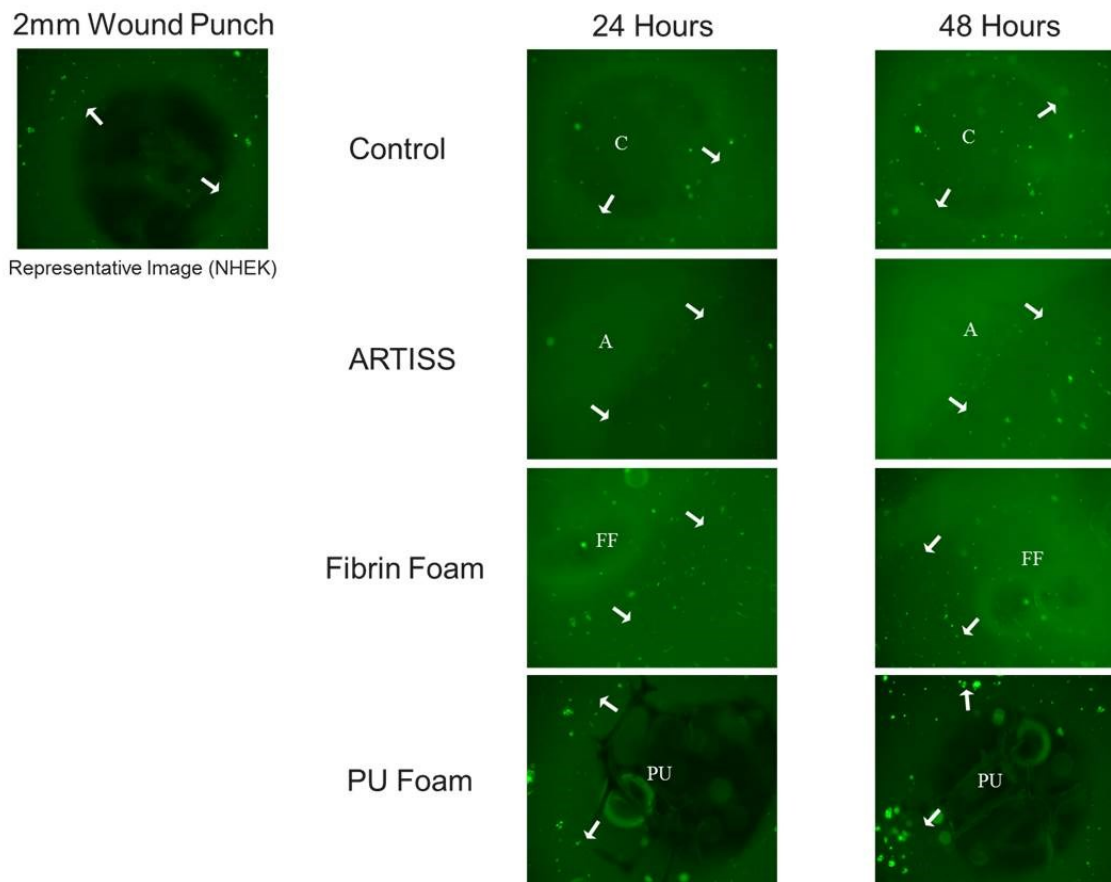 2mm Wound Punch
24 Hours
48 Hours
Representative Image (NHEK)
Control
C
C
ARTISS
A
A
Fibrin Foam
FF
FF
PU Foam
PU
PU